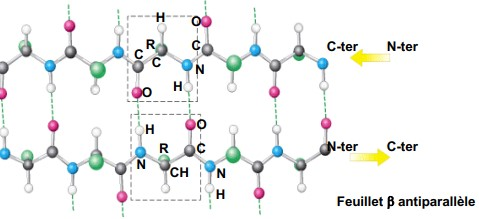 H O
R C C-ter N-ter
C C N
H
O
H O
N R C N-ter C-ter
CH N
H
Feuillet β antiparallèle